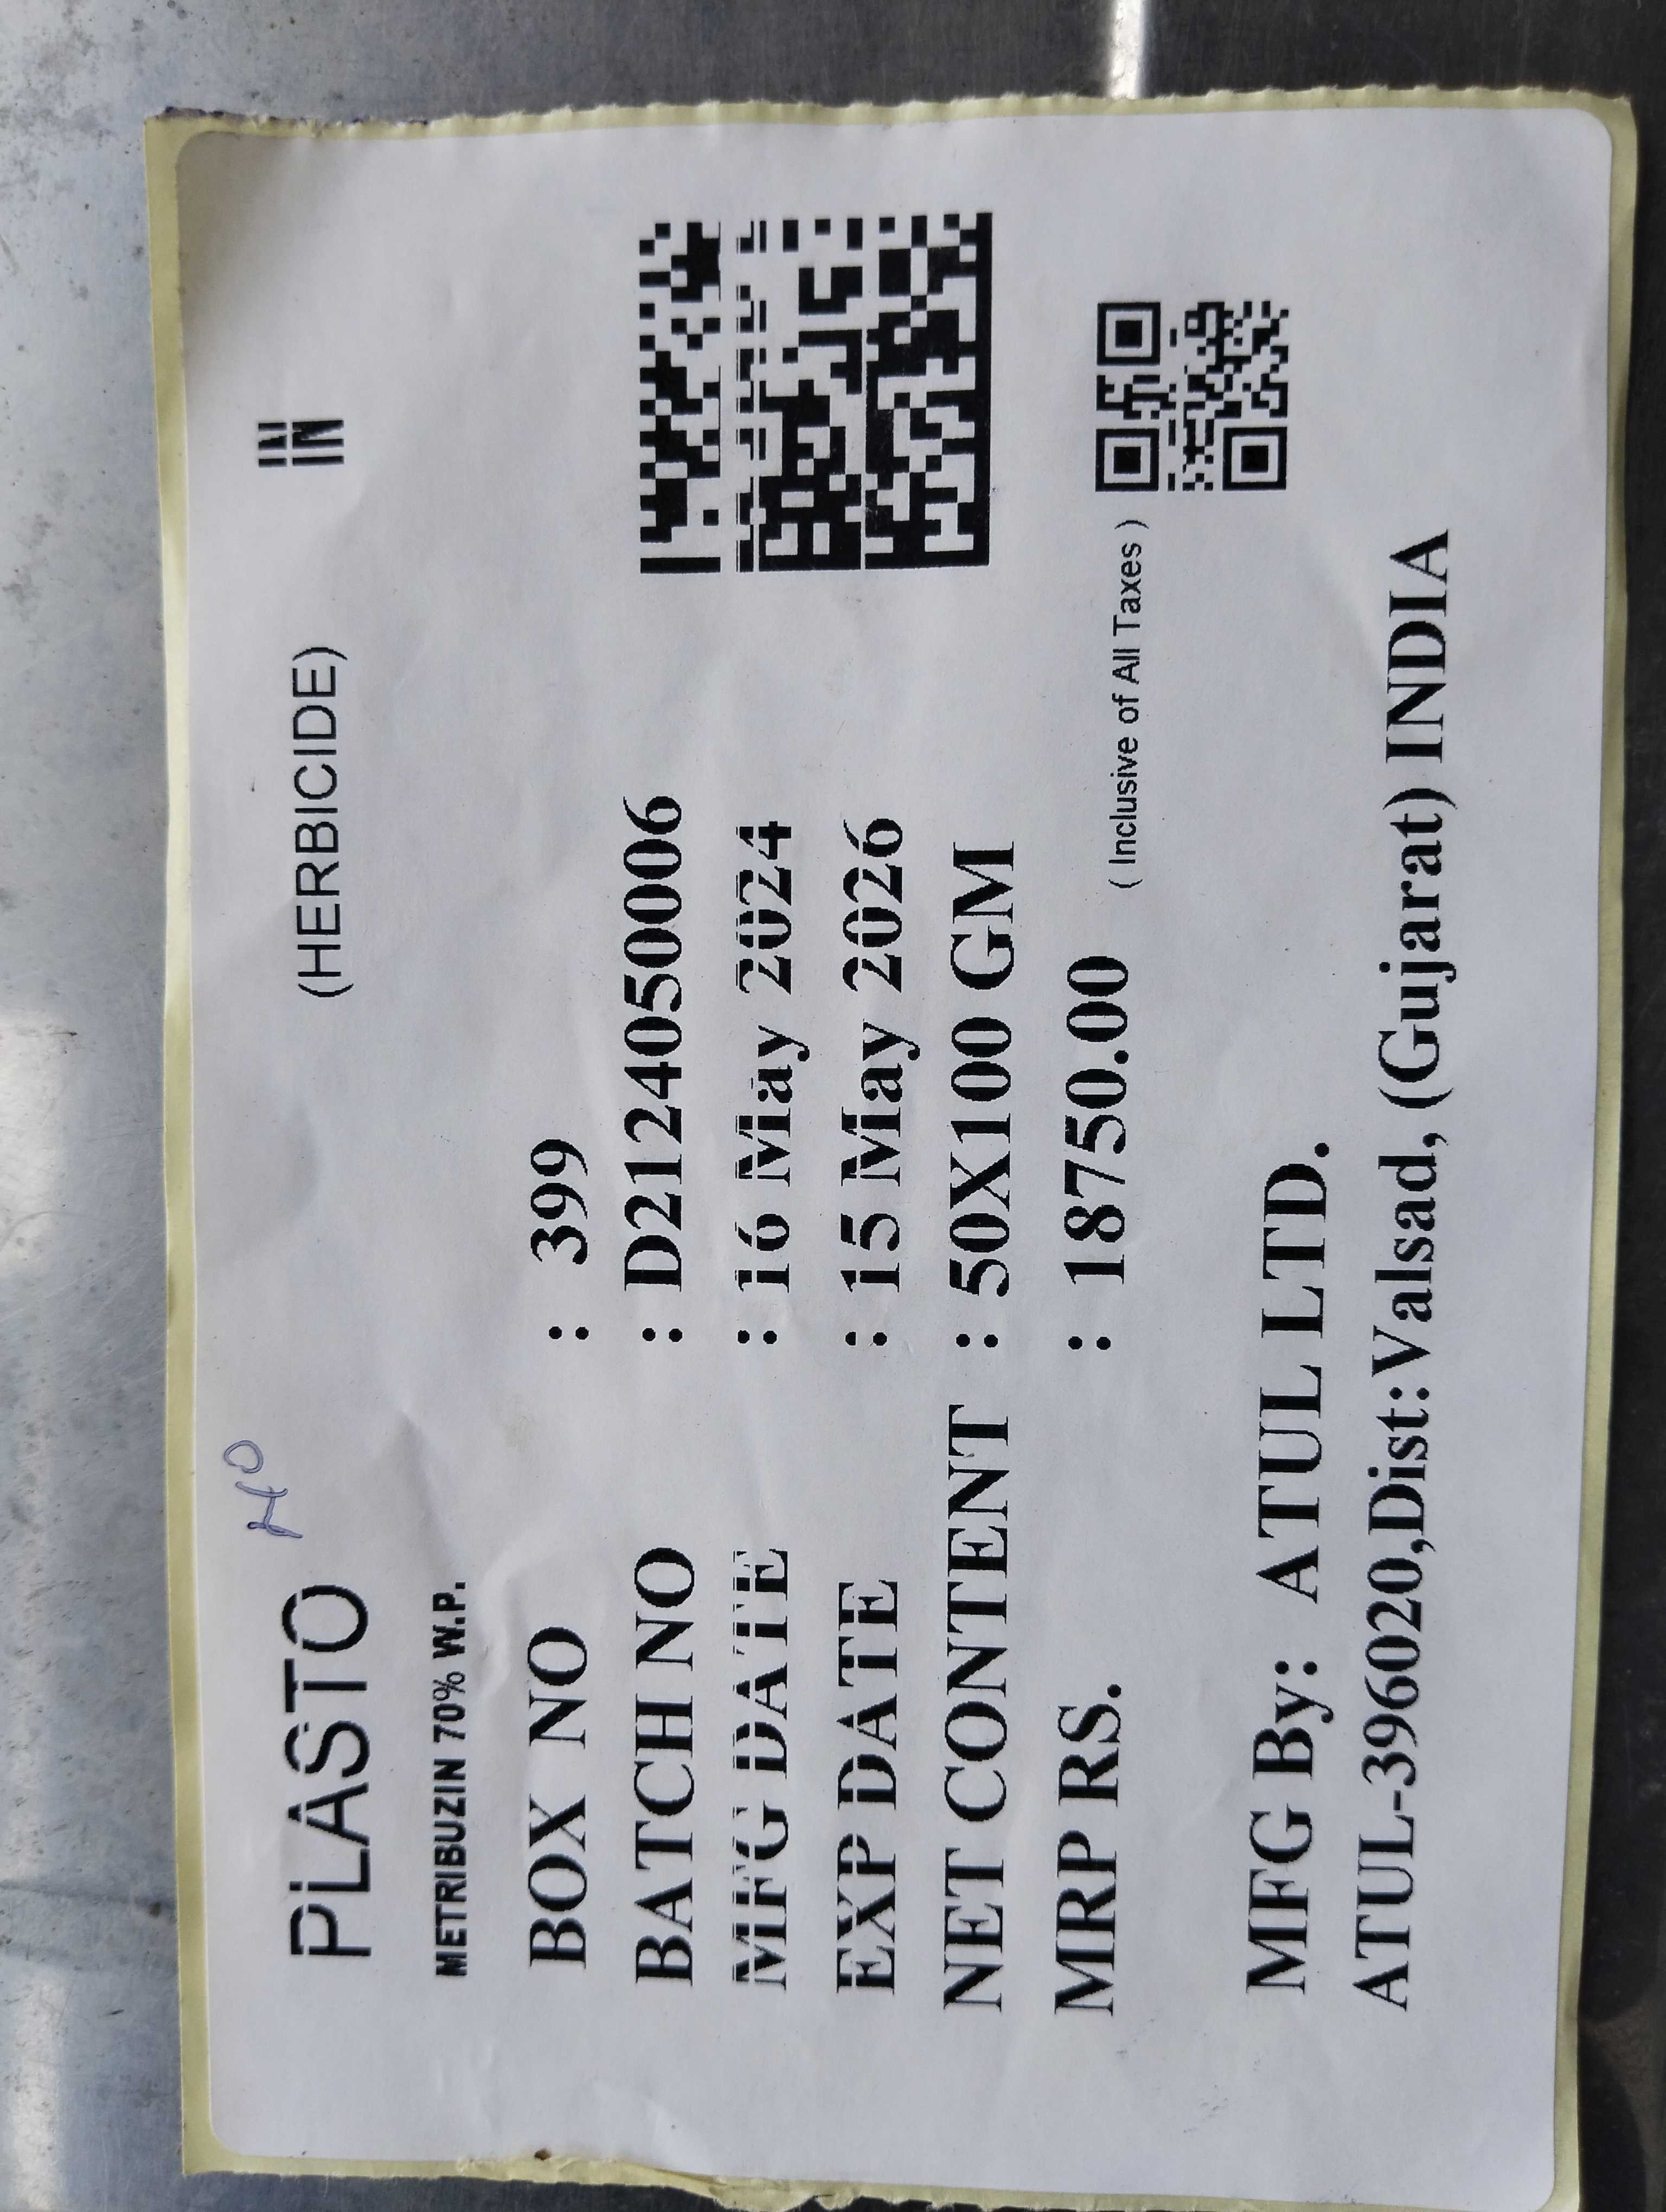 PLASTO (HERBICIDE) IN
METRIBUZIN 70% W.P.
BOX NO : 399
BATCH NO : D2124050006
MFG DATE : 16 May 2024
EXP DATE : 15 May 2026
NET CONTENT : 50X100 GM
MRP RS. : 18750.00 ( Inclusive of All Taxes )
MFG By: ATUL LTD.
ATUL-396020,Dist:Valsad, (Gujarat) INDIA